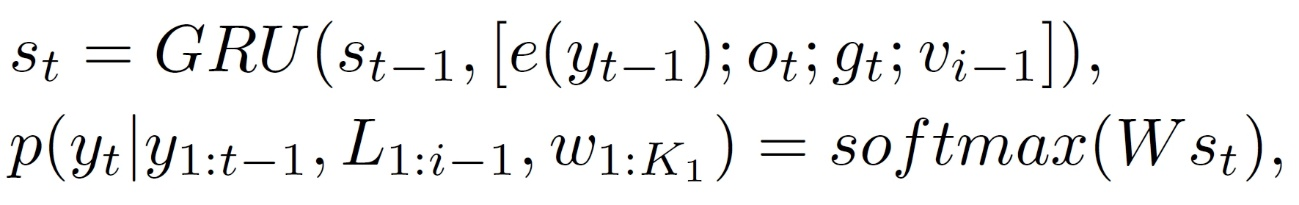 s_t = GRU(s_{t−1}, [e(y_{t−1}); o_t; g_t; v_{i−1}]),
p(y_t|y_{1:t−1}, L_{1:i−1}, w_{1:K_1}) = softmax(Ws_t),